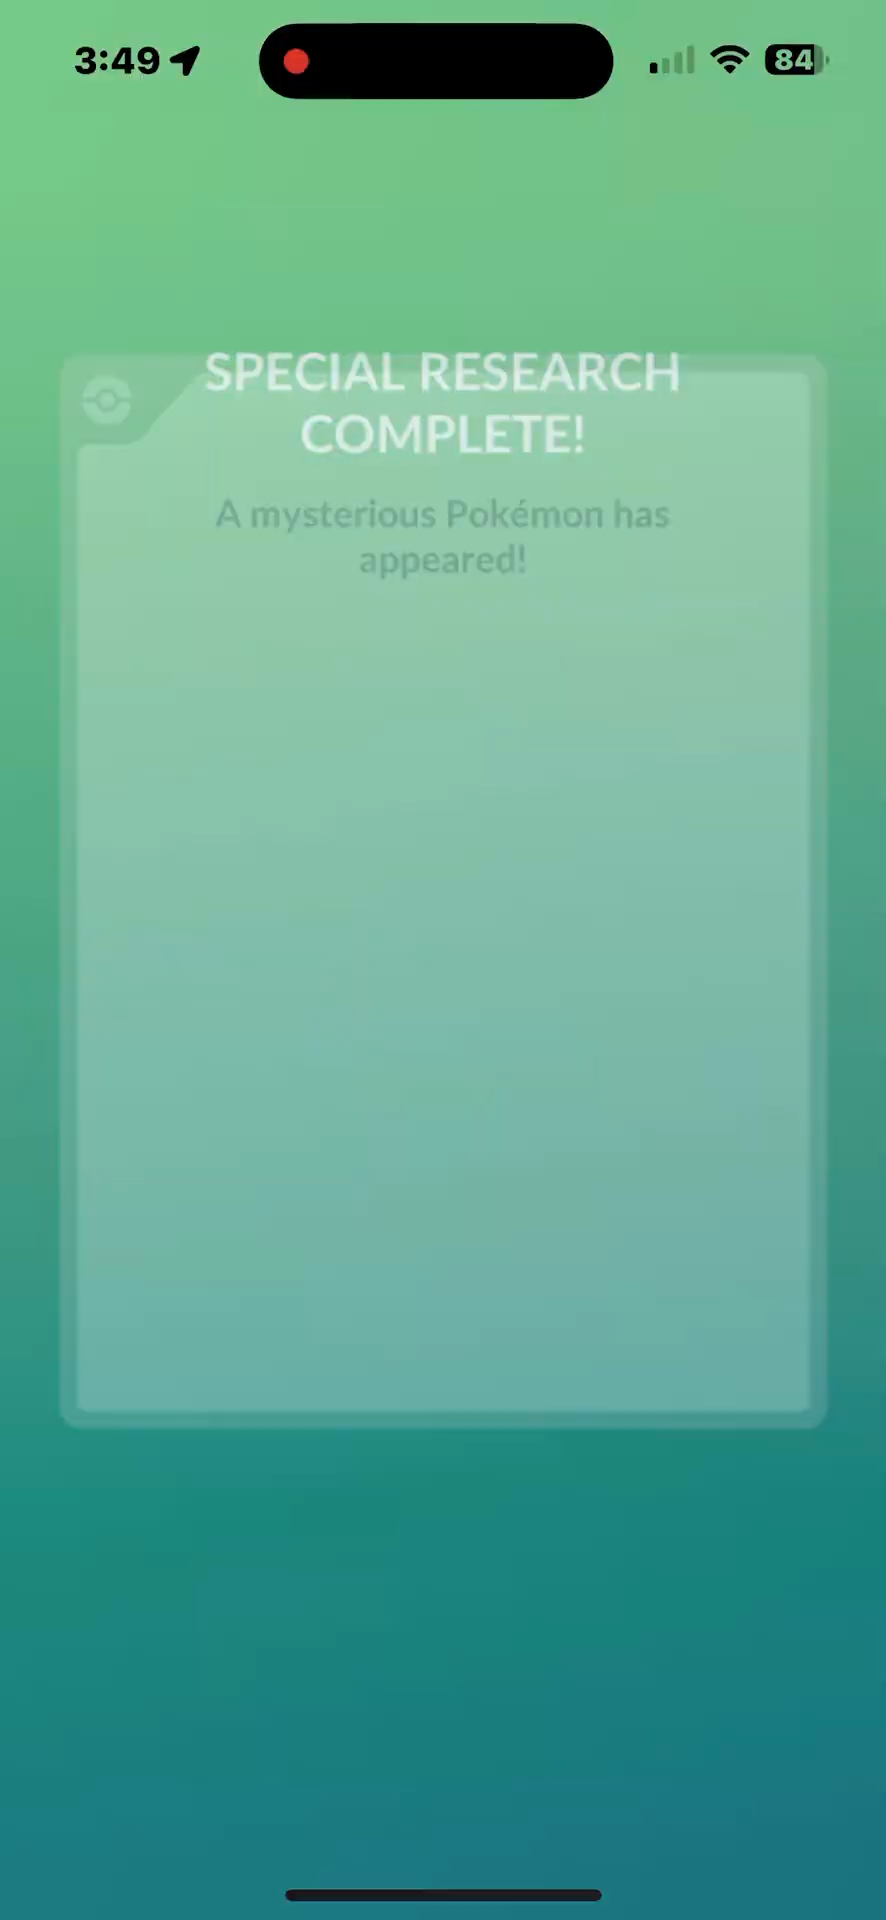 3:49
84
SPECIAL RESEARCH
COMPLETE!
A mysterious Pokémon has
appeared!